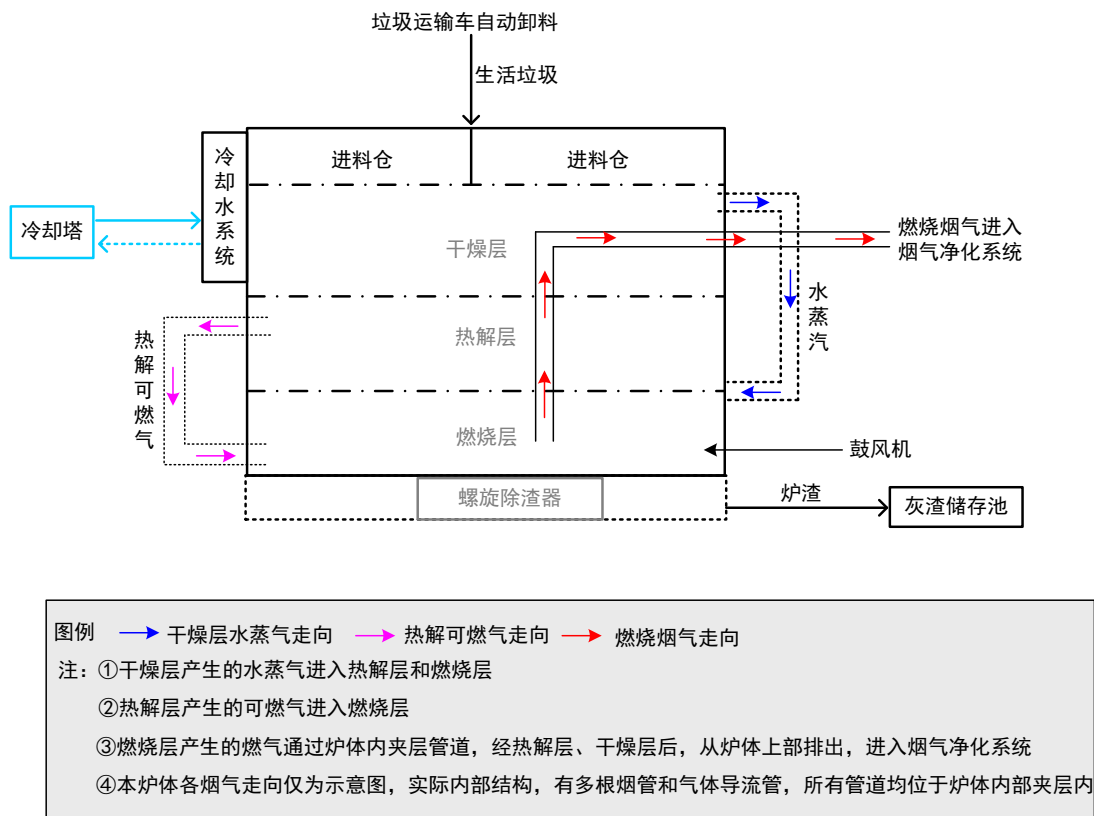 垃圾运输车自动卸料
生活垃圾
进料仓
进料仓
冷却水系统
冷却塔
干燥层
燃烧烟气进入
烟气净化系统
水蒸汽
热解层
热解可燃气
燃烧层
鼓风机
螺旋除渣器
炉渣
灰渣储存池
图例 干燥层水蒸气走向 热解可燃气走向 燃烧烟气走向
注：①干燥层产生的水蒸气进入热解层和燃烧层
②热解层产生的可燃气进入燃烧层
③燃烧层产生的燃气通过炉体内夹层管道，经热解层、干燥层后，从炉体上部排出，进入烟气净化系统
④本炉体各烟气走向仅为示意图，实际内部结构，有多根烟管和气体导流管，所有管道均位于炉体内部夹层内